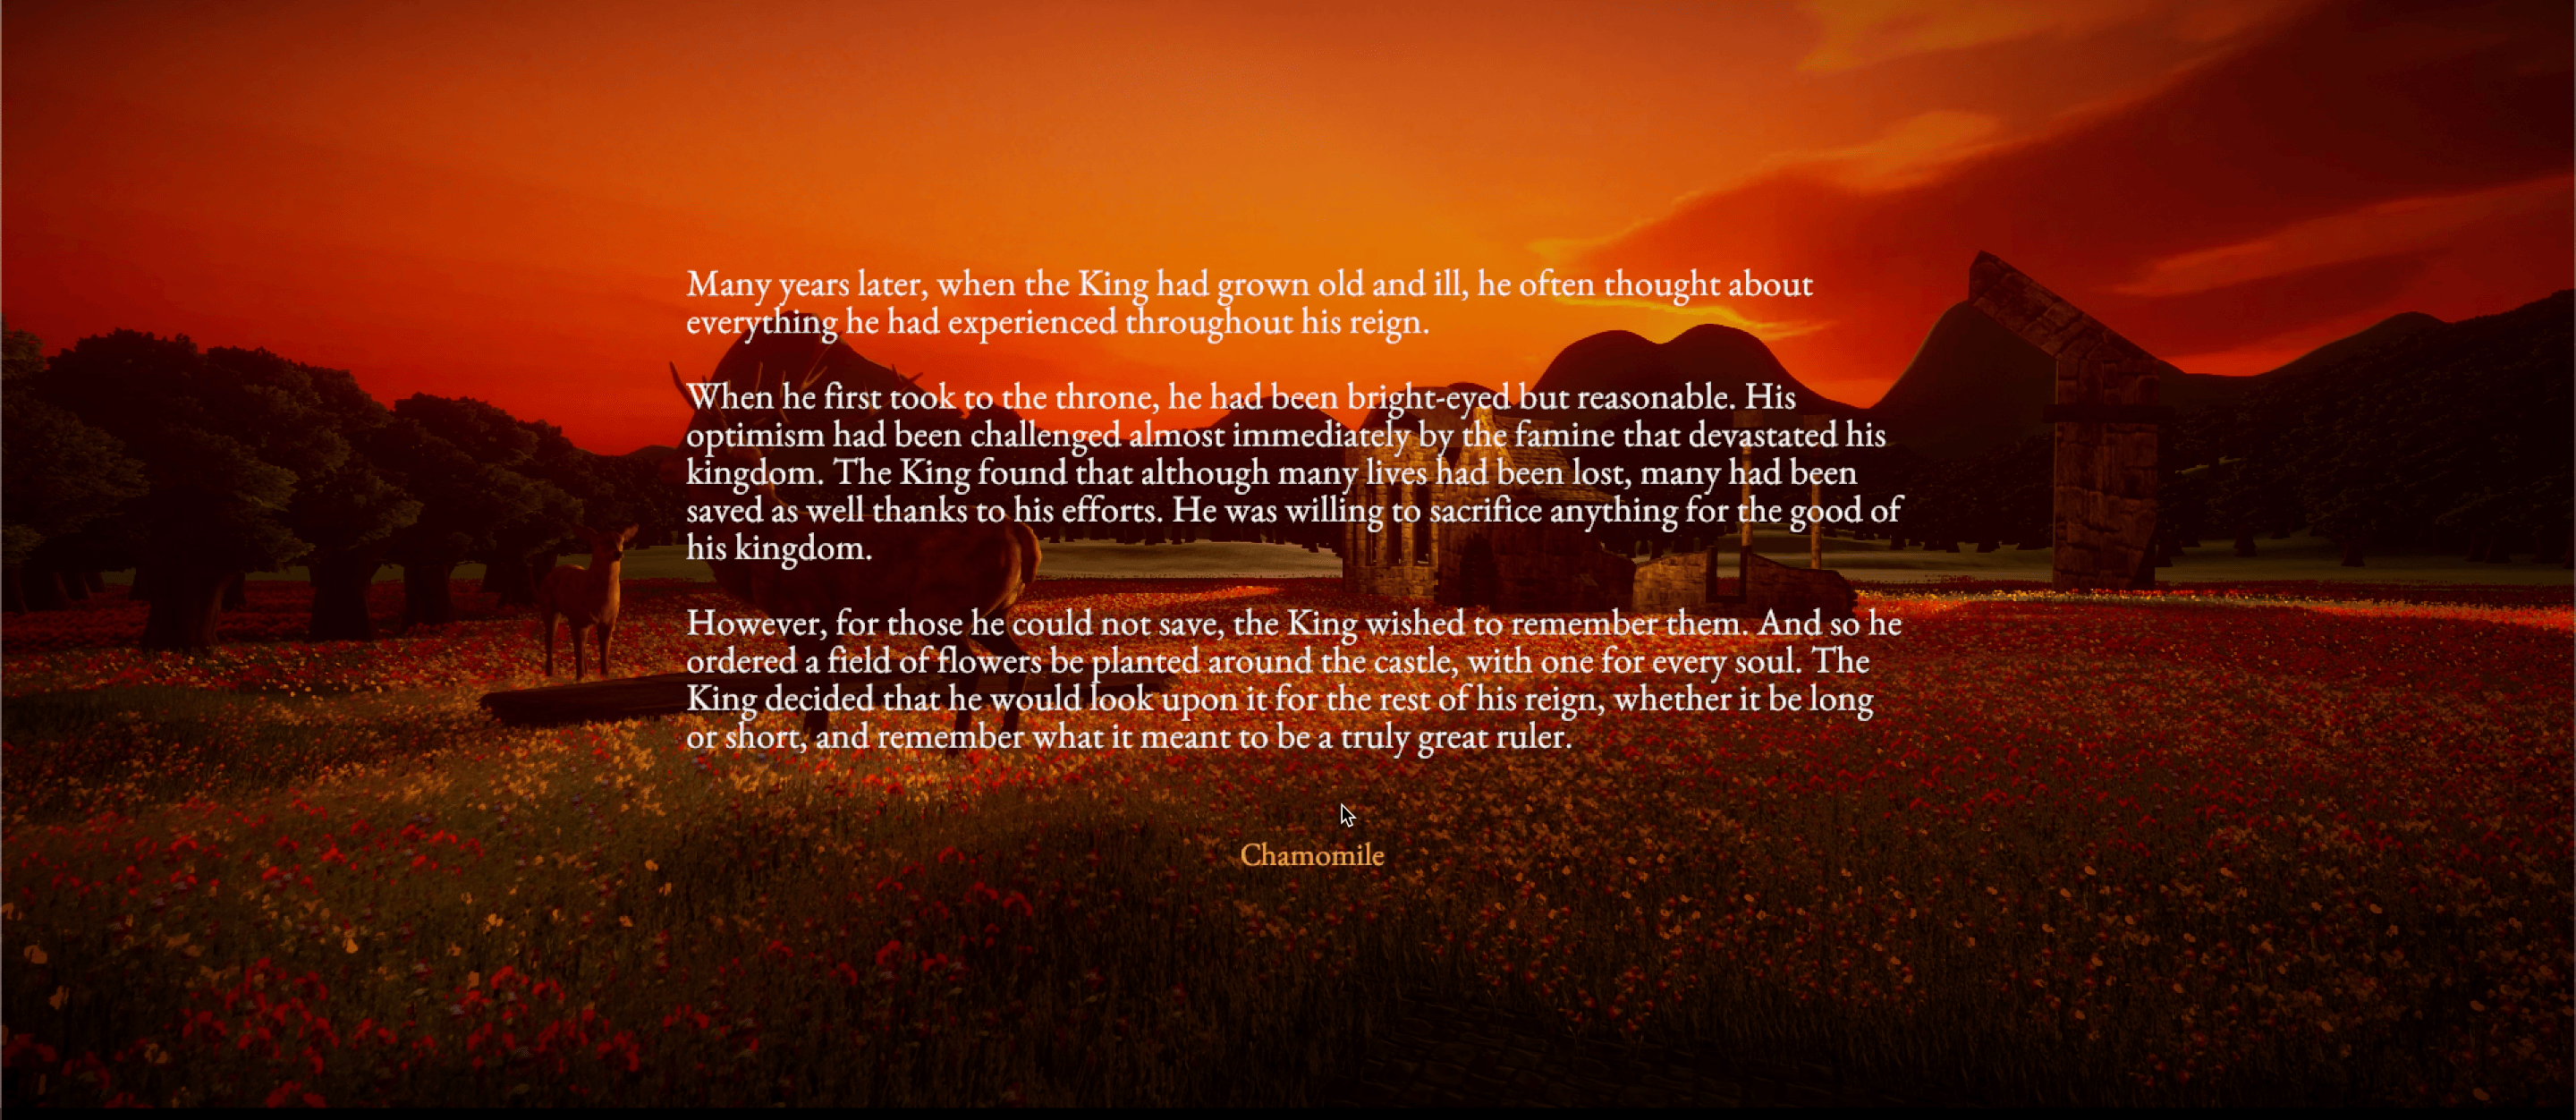 Many years later, when the King had grown old and ill, he often thought about
everything he had experienced throughout his reign.
When he first took to the throne, he had been bright-eyed but reasonable. His
optimism had been challenged almost immediately by the famine that devastated his
kingdom. The King found that although many lives had been lost, many had been
saved as well thanks to his efforts. He was willing to sacrifice anything for the good of
his kingdom.
However, for those he could not save, the King wished to remember them. And so he
ordered a field of flowers be planted around the castle, with one for every soul. The
King decided that he would look upon it for the rest of his reign, whether it be long
or short, and remember what it meant to be a truly great ruler.
Chamomile